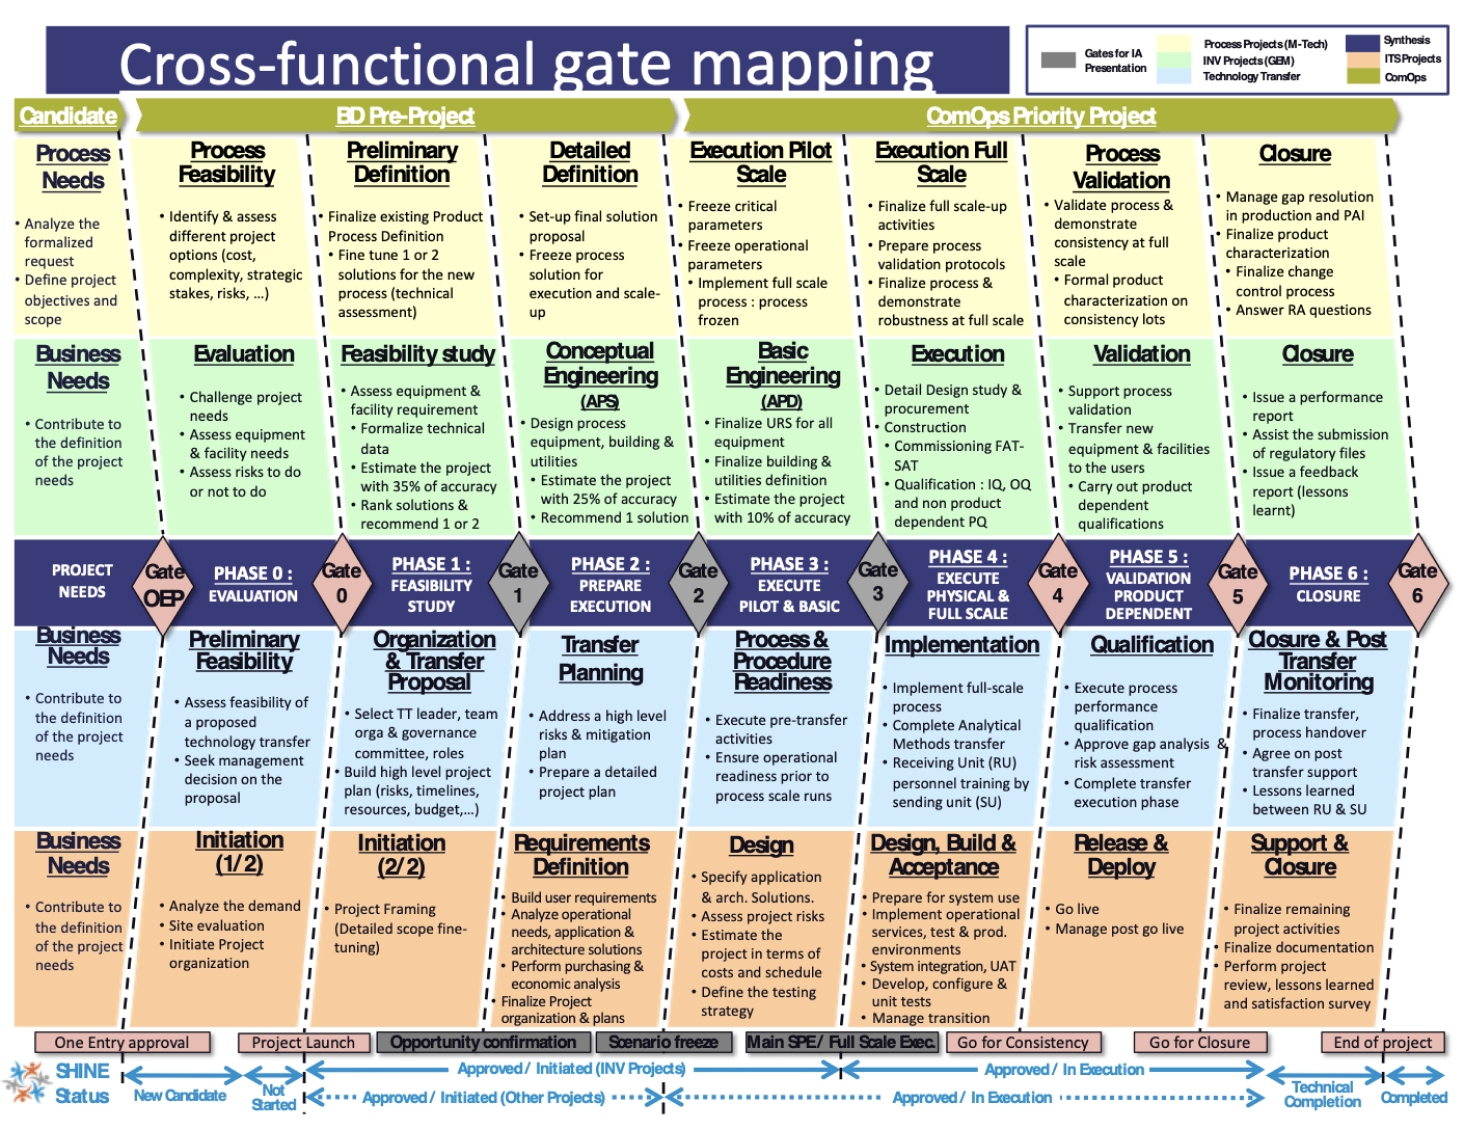 Cross-functional gate mapping
Gates for IA
Presentation
Process Projects (M-Tech)
INV Projects (GEM)
Technology Transfer
Synthesis
ITS Projects
ComOps
Candidate
BD Pre-Project
ComOps Priority Project
Process
Needs
• Analyze the
formalized
request
• Define project
objectives and
scope
Process
Feasibility
• Identify & assess
different project
options (cost,
complexity, strategic
stakes, risks, …)
Preliminary
Definition
• Finalize existing Product
Process Definition
• Fine tune 1 or 2
solutions for the new
process (technical
assessment)
Detailed
Definition
• Set-up final solution
proposal
• Freeze process
solution for
execution and scale-
up
Execution Pilot
Scale
• Freeze critical
parameters
• Freeze operational
parameters
• Implement full scale
process : process
frozen
Execution Full
Scale
• Finalize full scale-up
activities
• Prepare process
validation protocols
• Finalize process &
demonstrate
robustness at full scale
Process
Validation
• Validate process &
demonstrate
consistency at full
scale
• Formal product
characterization on
consistency lots
Closure
• Manage gap resolution
in production and PAI
• Finalize product
characterization
• Finalize change
control process
• Answer RA questions
Business
Needs
• Contribute to
the definition
of the project
needs
Evaluation
• Challenge project
needs
• Assess equipment
& facility needs
• Assess risks to do
or not to do
Feasibility study
• Assess equipment &
facility requirement
• Formalize technical
data
• Estimate the project
with 35% of accuracy
• Rank solutions &
recommend 1 or 2
Conceptual
Engineering
(APS)
• Design process
equipment, building &
utilities
• Estimate the project
with 25% of accuracy
• Recommend 1 solution
Basic
Engineering
(APD)
• Finalize URS for all
equipment
• Finalize building &
utilities definition
• Estimate the project
with 10% of accuracy
Execution
• Detail Design study &
procurement
• Construction
• Commissioning FAT-
SAT
• Qualification : IQ, OQ
and non product
dependent PQ
Validation
• Support process
validation
• Transfer new
equipment & facilities
to the users
• Carry out product
dependent
qualifications
Closure
• Issue a performance
report
• Assist the submission
of regulatory files
• Issue a feedback
report (lessons
learnt)
PROJECT
NEEDS
Gate
OEP
PHASE 0 :
EVALUATION
Gate
0
PHASE 1 :
FEASIBILITY
STUDY
Gate
1
PHASE 2 :
PREPARE
EXECUTION
Gate
2
PHASE 3 :
EXECUTE
PILOT & BASIC
Gate
3
PHASE 4 :
EXECUTE
PHYSICAL &
FULL SCALE
Gate
4
PHASE 5 :
VALIDATION
PRODUCT
DEPENDENT
Gate
5
PHASE 6 :
CLOSURE
Gate
6
Business
Needs
• Contribute to
the definition
of the project
needs
Preliminary
Feasibility
• Assess feasibility of
a proposed
technology transfer
• Seek management
decision on the
proposal
Organization
& Transfer
Proposal
• Select TT leader, team
orga & governance
committee, roles
• Build high level project
plan (risks, timelines,
resources, budget,…)
Transfer
Planning
• Address a high level
risks & mitigation
plan
• Prepare a detailed
project plan
Process &
Procedure
Readiness
• Execute pre-transfer
activities
• Ensure operational
readiness prior to
process scale runs
Implementation
• Implement full-scale
process
• Complete Analytical
Methods transfer
• Receiving Unit (RU)
personnel training by
sending unit (SU)
Qualification
• Execute process
performance
qualification
• Approve gap analysis &
risk assessment
• Complete transfer
execution phase
Closure & Post
Transfer
Monitoring
• Finalize transfer,
process handover
• Agree on post
transfer support
• Lessons learned
between RU & SU
Business
Needs
• Contribute to
the definition
of the project
needs
Initiation
(1/2)
• Analyze the demand
• Site evaluation
• Initiate Project
organization
Initiation
(2/2)
• Project Framing
(Detailed scope fine-
tuning)
Requirements
Definition
• Build user requirements
• Analyze operational
needs, application &
architecture solutions
• Perform purchasing &
economic analysis
• Finalize Project
organization & plans
Design
• Specify application
& arch. Solutions.
• Assess project risks
• Estimate the
project in terms of
costs and schedule
• Define the testing
strategy
Design, Build &
Acceptance
• Prepare for system use
• Implement operational
services, test & prod.
environments
• System integration, UAT
• Develop, configure &
unit tests
• Manage transition
Release &
Deploy
• Go live
• Manage post go live
Support &
Closure
• Finalize remaining
project activities
• Finalize documentation
• Perform project
review, lessons learned
and satisfaction survey
One Entry approval
Project Launch
Opportunity confirmation
Scenario freeze
Main SPE / Full Scale Exec.
Go for Consistency
Go for Closure
End of project
SHINE
Status
New Candidate
Not
Started
Approved / Initiated (INV Projects)
Approved / In Execution
Approved / Initiated (Other Projects)
Approved / In Execution
Technical
Completion
Completed